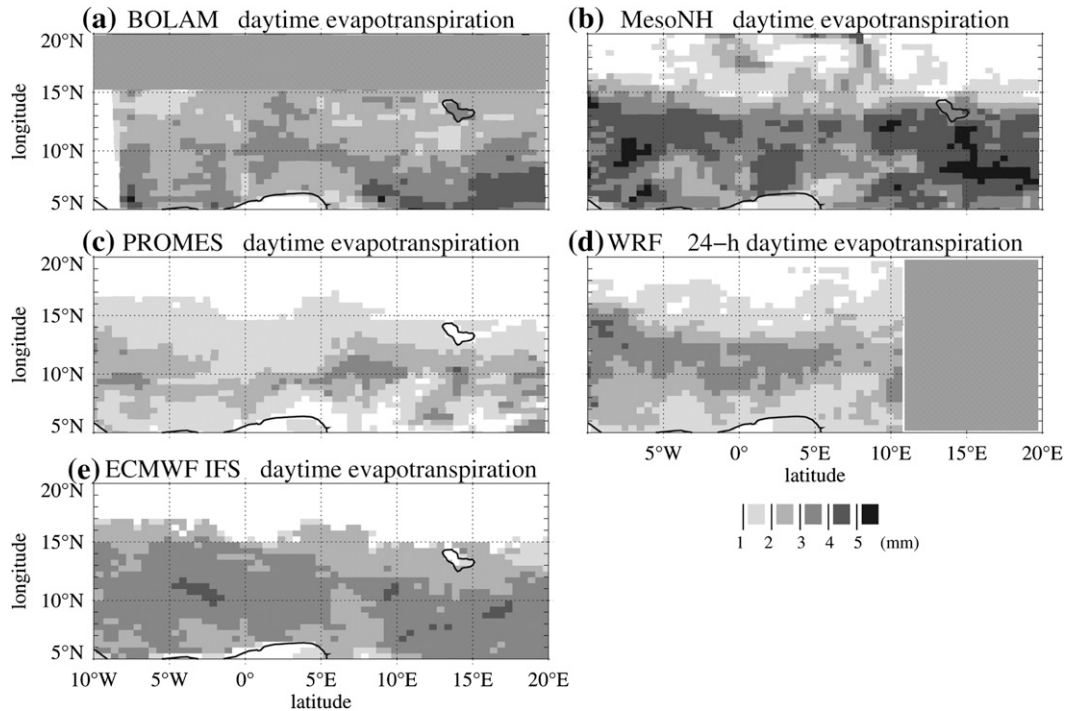 (a) BOLAM daytime evapotranspiration
(b) MesoNH daytime evapotranspiration
20°N
15°N
10°N
5°N
longitude
longitude
(c) PROMES daytime evapotranspiration
(d) WRF 24-h daytime evapotranspiration
20°N
15°N
10°N
5°N
longitude
longitude
5°W 0° 5°E 10°E 15°E 20°E
latitude
(e) ECMWF IFS daytime evapotranspiration
20°N
15°N
10°N
5°N
longitude
10°W 5°W 0° 5°E 10°E 15°E 20°E
latitude
1 2 3 4 5 (mm)